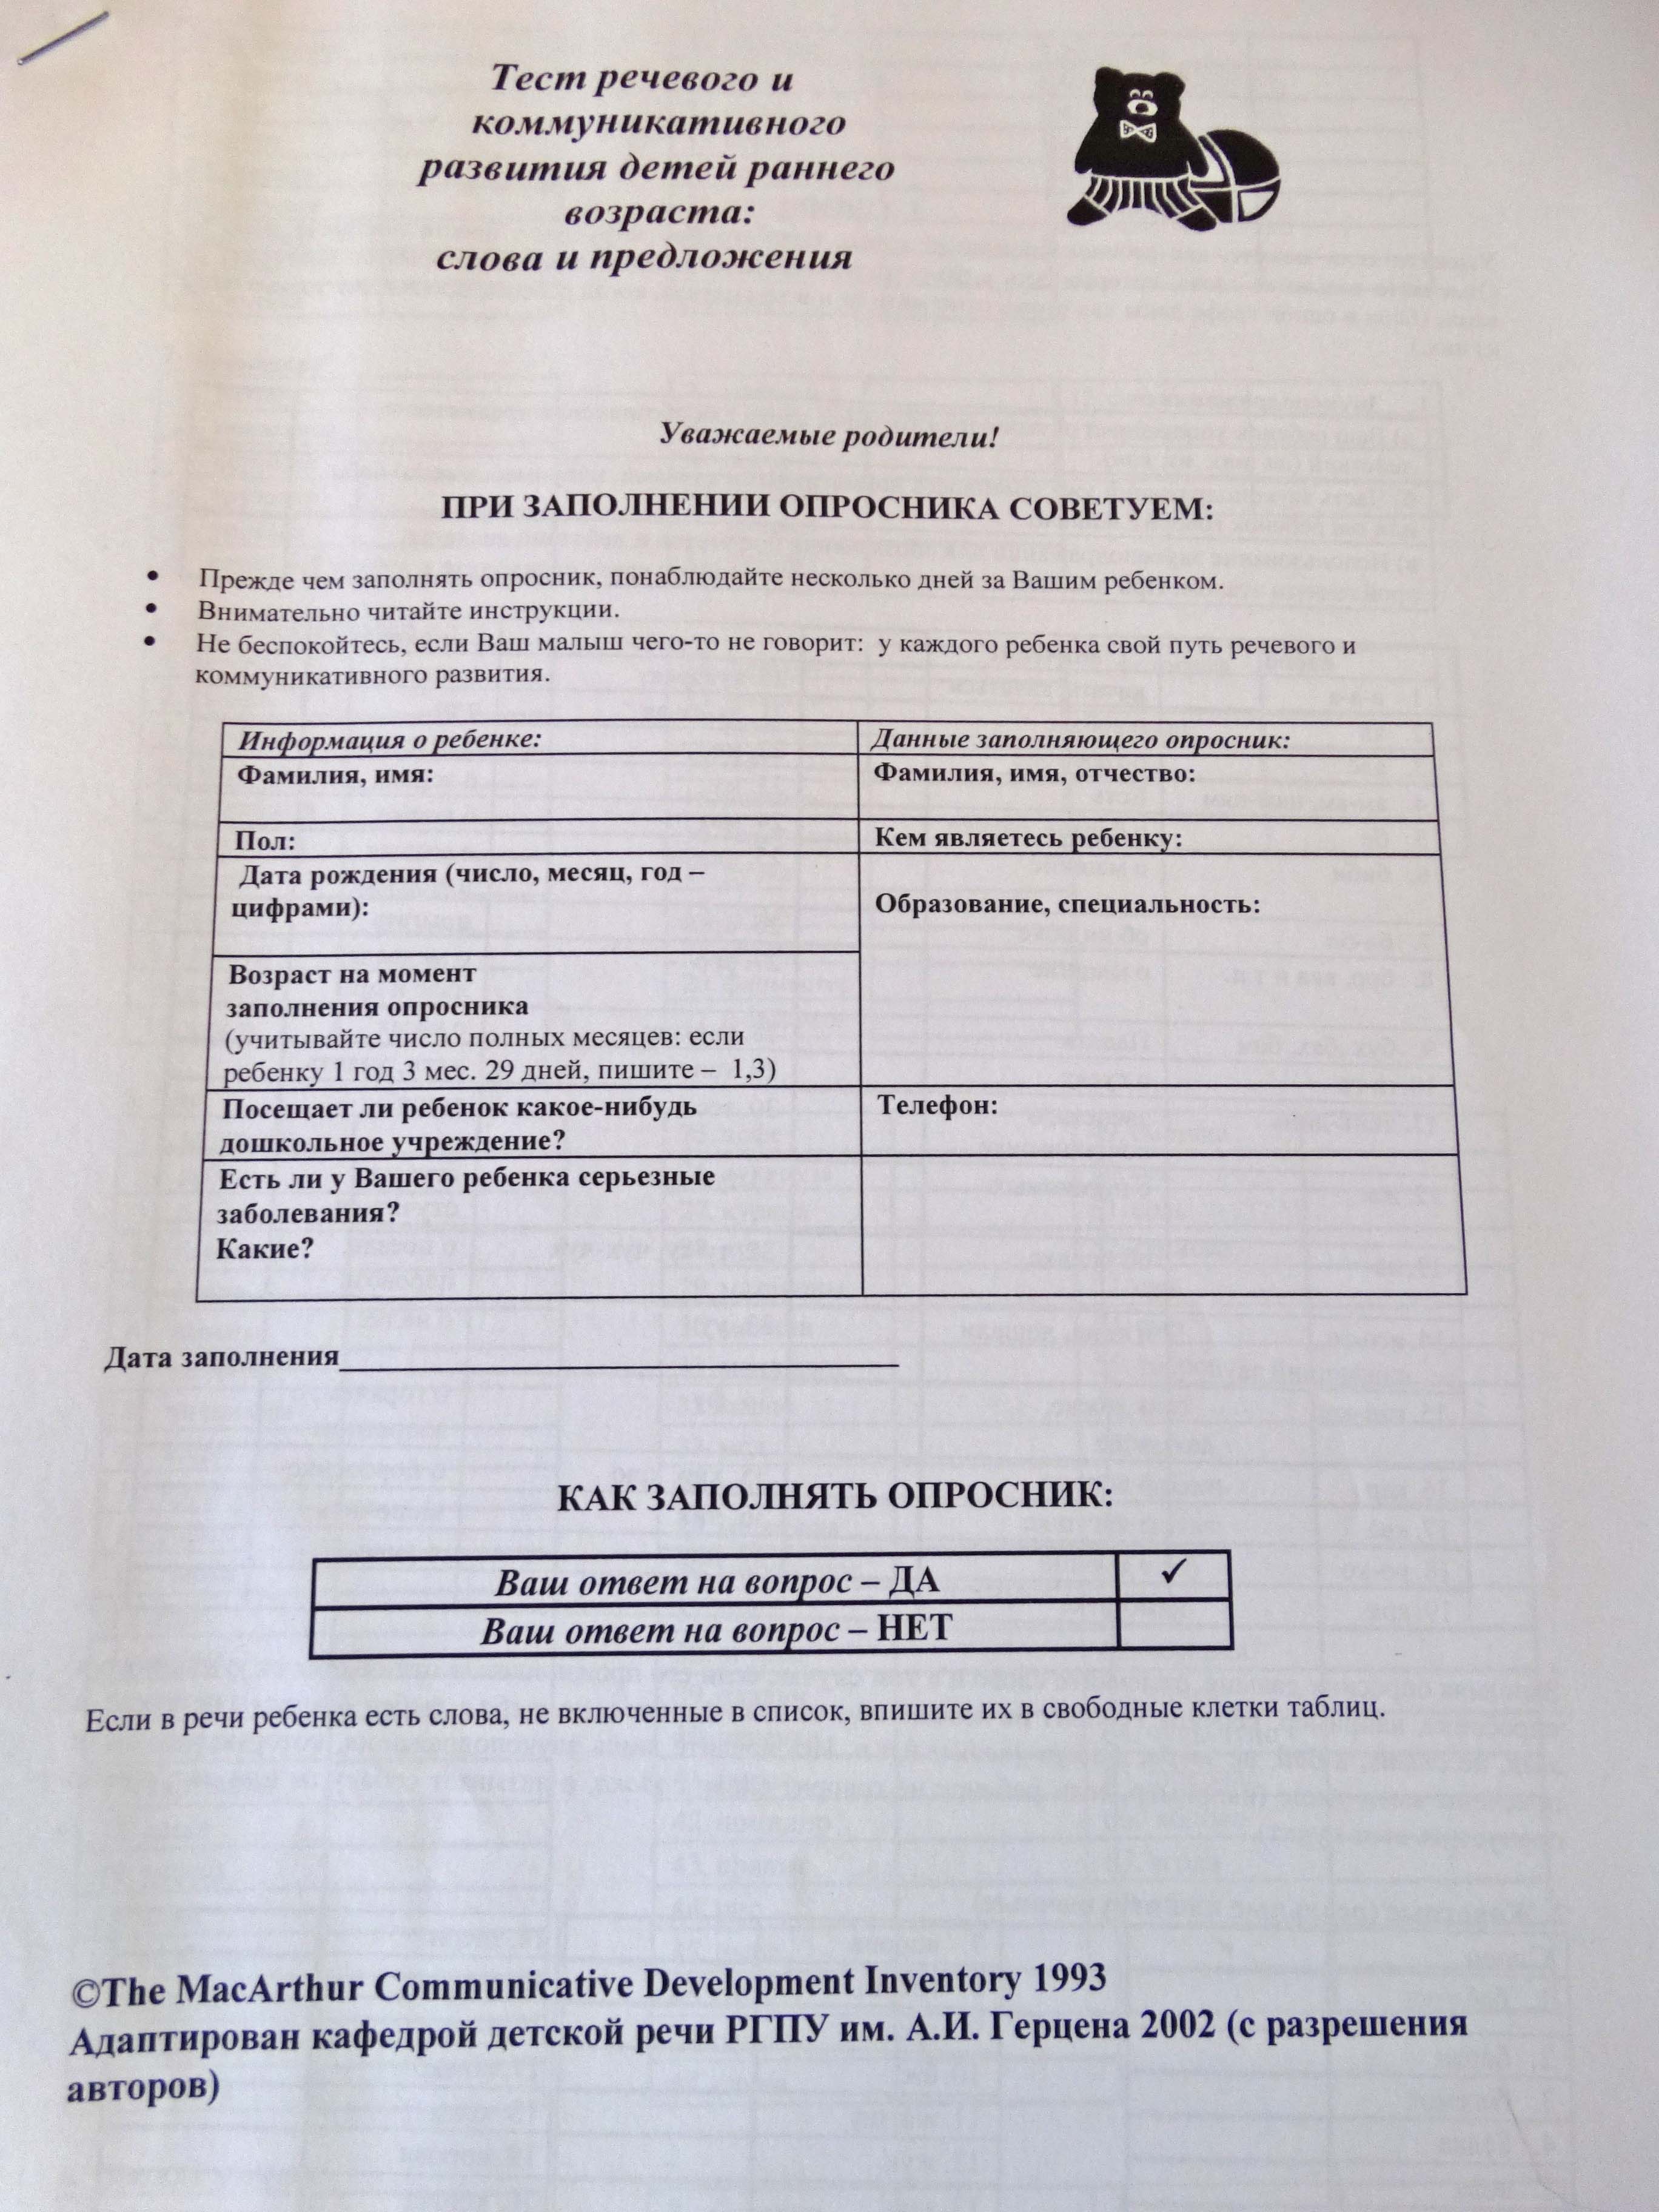 Тест речевого и
коммуникативного
развития детей раннего
возраста:
слова и предложения
Уважаемые родители!
ПРИ ЗАПОЛНЕНИИ ОПРОСНИКА СОВЕТУЕМ:
• Прежде чем заполнять опросник, понаблюдайте несколько дней за Вашим ребенком.
• Внимательно читайте инструкции.
• Не беспокойтесь, если Ваш малыш чего-то не говорит: у каждого ребенка свой путь речевого и
коммуникативного развития.
Информация о ребенке:
Данные заполняющего опросник:
Фамилия, имя:
Фамилия, имя, отчество:
Пол:
Кем являетесь ребенку:
Дата рождения (число, месяц, год –
цифрами):
Образование, специальность:
Возраст на момент
заполнения опросника
(учитывайте число полных месяцев: если
ребенку 1 год 3 мес. 29 дней, пишите – 1,3)
Посещает ли ребенок какое-нибудь
дошкольное учреждение?
Телефон:
Есть ли у Вашего ребенка серьезные
заболевания?
Какие?
Дата заполнения
КАК ЗАПОЛНЯТЬ ОПРОСНИК:
Ваш ответ на вопрос – ДА ✓
Ваш ответ на вопрос – НЕТ
Если в речи ребенка есть слова, не включенные в список, впишите их в свободные клетки таблиц.
©The MacArthur Communicative Development Inventory 1993
Адаптирован кафедрой детской речи РГПУ им. А.И. Герцена 2002 (с разрешения
авторов)